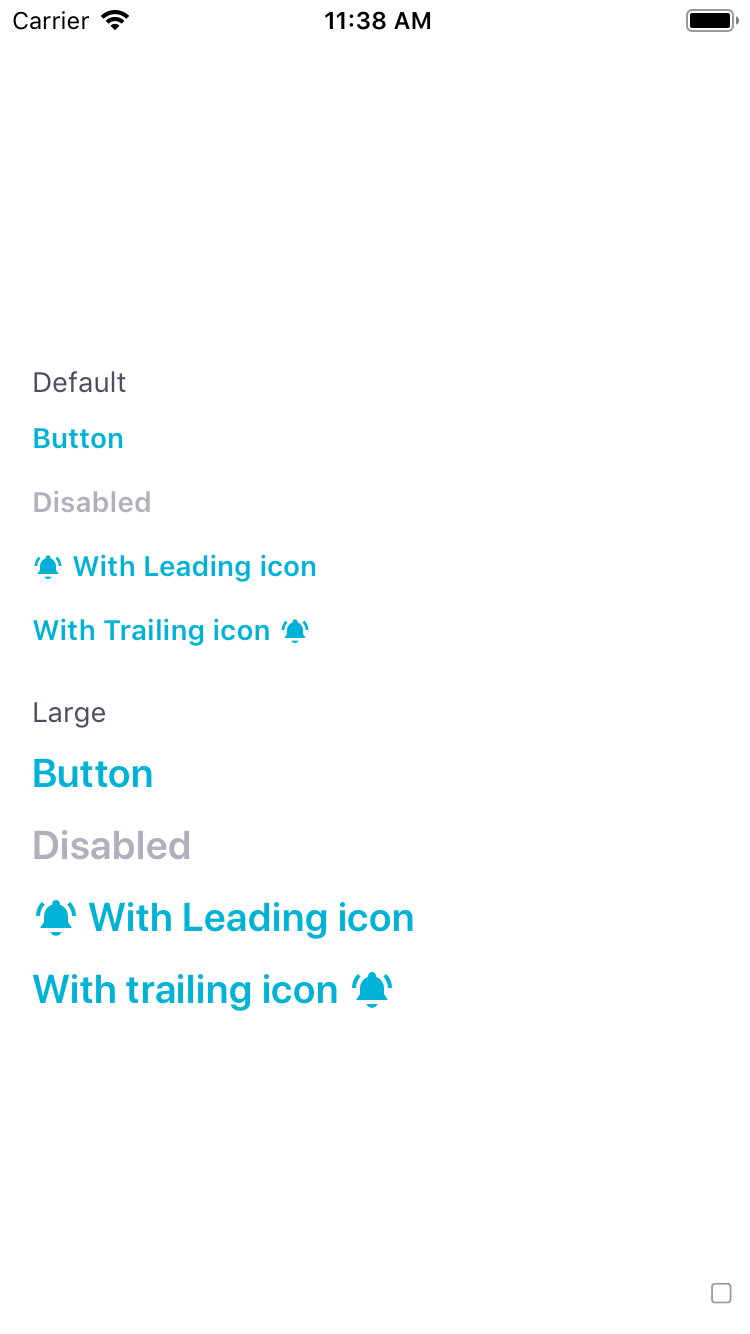 Carrier 11:38 AM
Default
Button
Disabled
With Leading icon
With Trailing icon
Large
Button
Disabled
With Leading icon
With trailing icon